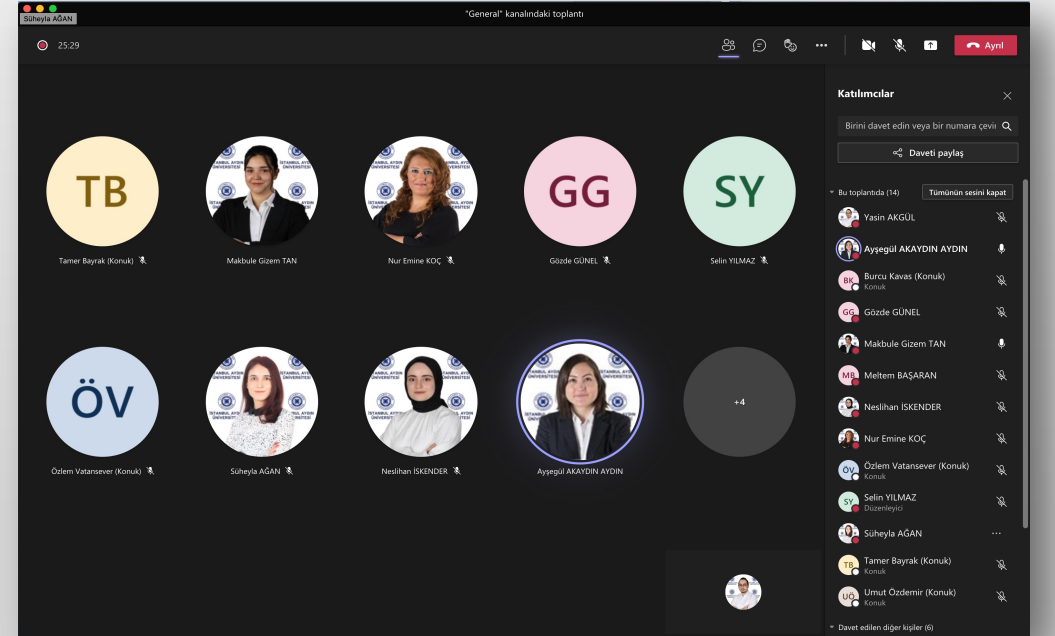 Süheyla AĞAN
"General" kanalındaki toplantı
25:29
Ayrıl
TB
GG
SY
Tamer Bayrak (Konuk)
Makbule Gizem TAN
Nur Emine KOÇ
Gözde GÜNEL
Selin YILMAZ
ÖV
+4
Özlem Vatansever (Konuk)
Süheyla AĞAN
Neslihan İSKENDER
Ayşegül AKAYDIN AYDIN
Katılımcılar
Birini davet edin veya bir numara çevir
Daveti paylaş
Bu toplantıda (14)
Tümünün sesini kapat
Yasin AKGÜL
Ayşegül AKAYDIN AYDIN
BK
Burcu Kavas (Konuk)
Konuk
GG
Gözde GÜNEL
Makbule Gizem TAN
MB
Meltem BAŞARAN
Neslihan İSKENDER
Nur Emine KOÇ
ÖV
Özlem Vatansever (Konuk)
Konuk
SY
Selin YILMAZ
Düzenleyici
Süheyla AĞAN
TB
Tamer Bayrak (Konuk)
Konuk
UÖ
Umut Özdemir (Konuk)
Konuk
Davet edilen diğer kişiler (6)